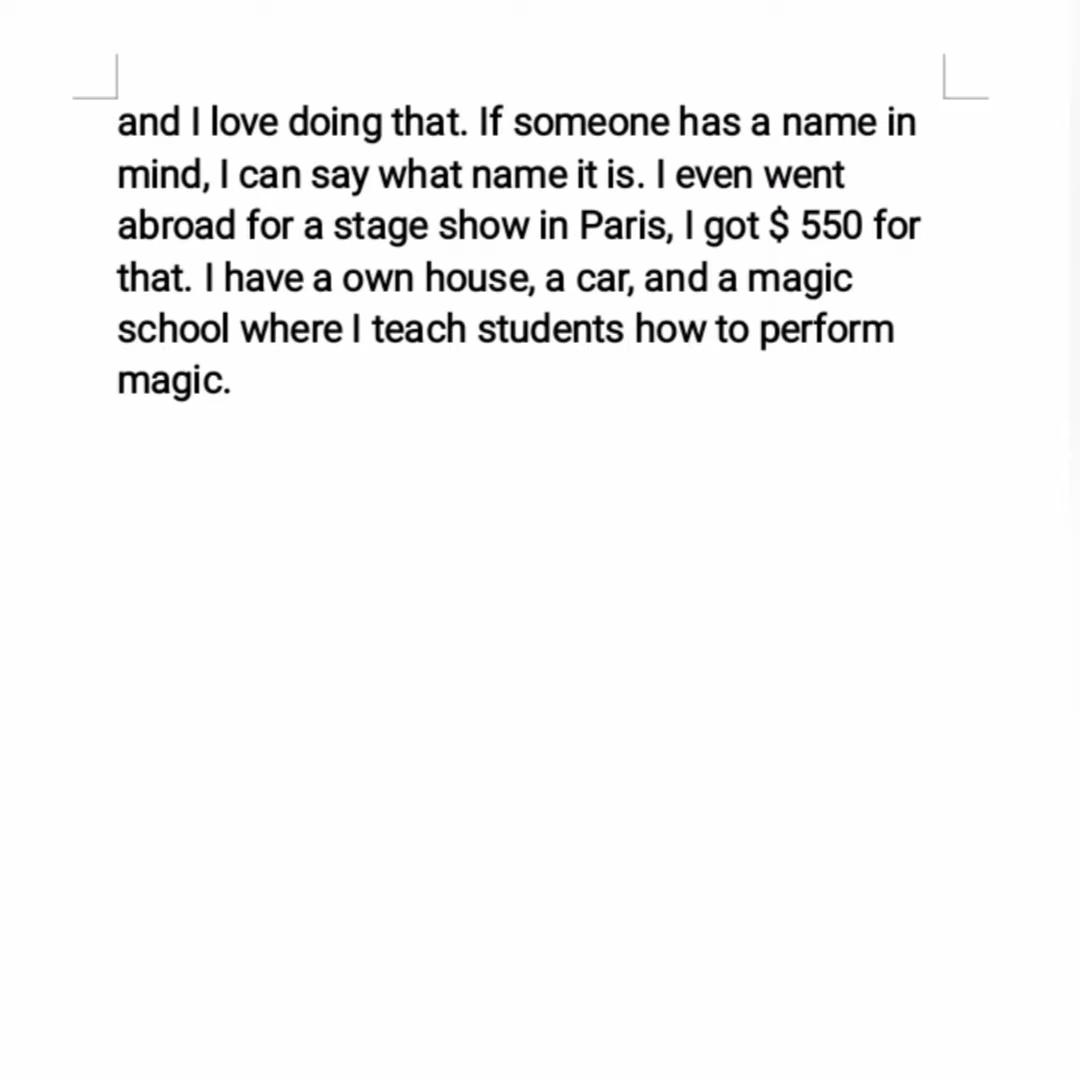 and I love doing that. If someone has a name in
mind, I can say what name it is. I even went
abroad for a stage show in Paris, I got $ 550 for
that. I have a own house, a car, and a magic
school where I teach students how to perform
magic.